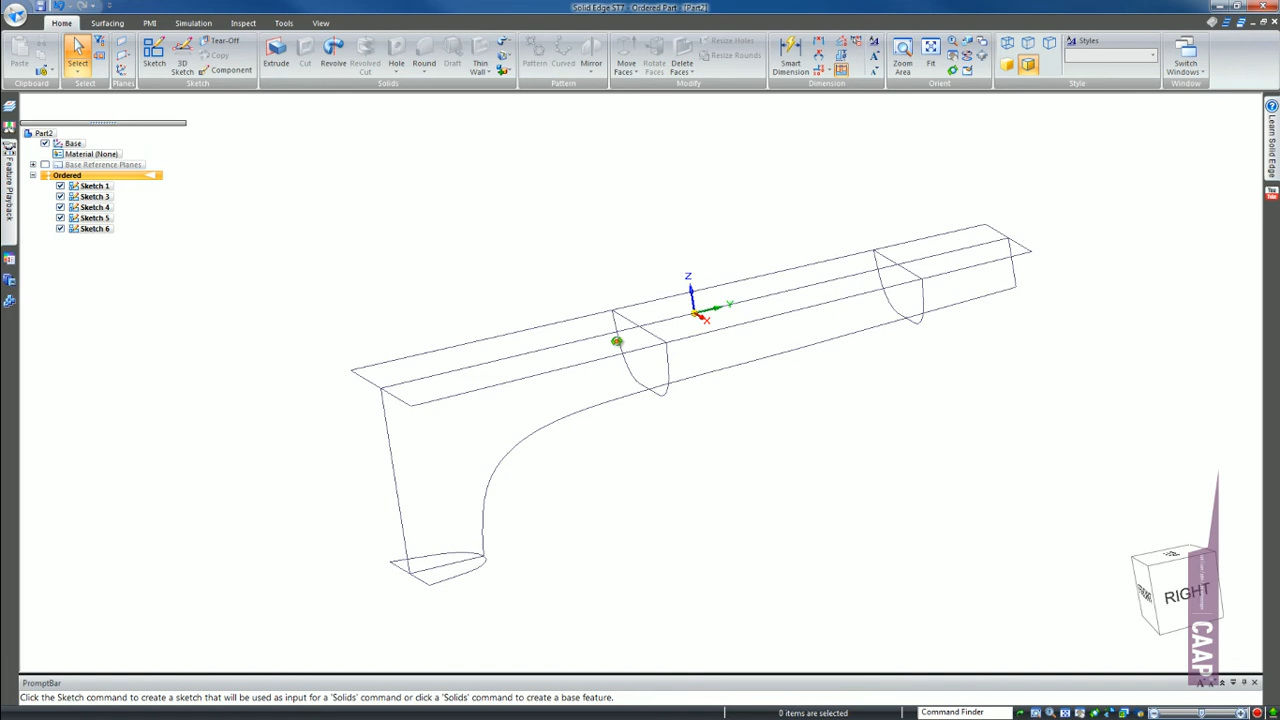 Solid Edge ST7 - Ordered Part - [Part2]
Home Surfacing PMI Simulation Inspect Tools View
Paste
Select
Sketch
3D Sketch
Tear-Off
Copy
Component
Extrude
Cut
Revolve
Revolved Cut
Hole
Round
Thin Wall
Pattern
Curved
Mirror
Move Faces
Rotate Faces
Delete Faces
Resize Holes
Resize Rounds
Smart Dimension
Zoom Area
Fit
Styles
Switch Windows
Clipboard Select Planes Sketch Solids Pattern Modify Dimension Orient Style Window
Part2
Base
Material (None)
Base Reference Planes
Ordered
Sketch 1
Sketch 3
Sketch 4
Sketch 5
Sketch 6
Feature Playback
Learn Solid Edge
Z
Y
X
RIGHT
CAAP
PromptBar
Click the Sketch command to create a sketch that will be used as input for a 'Solids' command or click a 'Solids' command to create a base feature.
0 items are selected
Command Finder